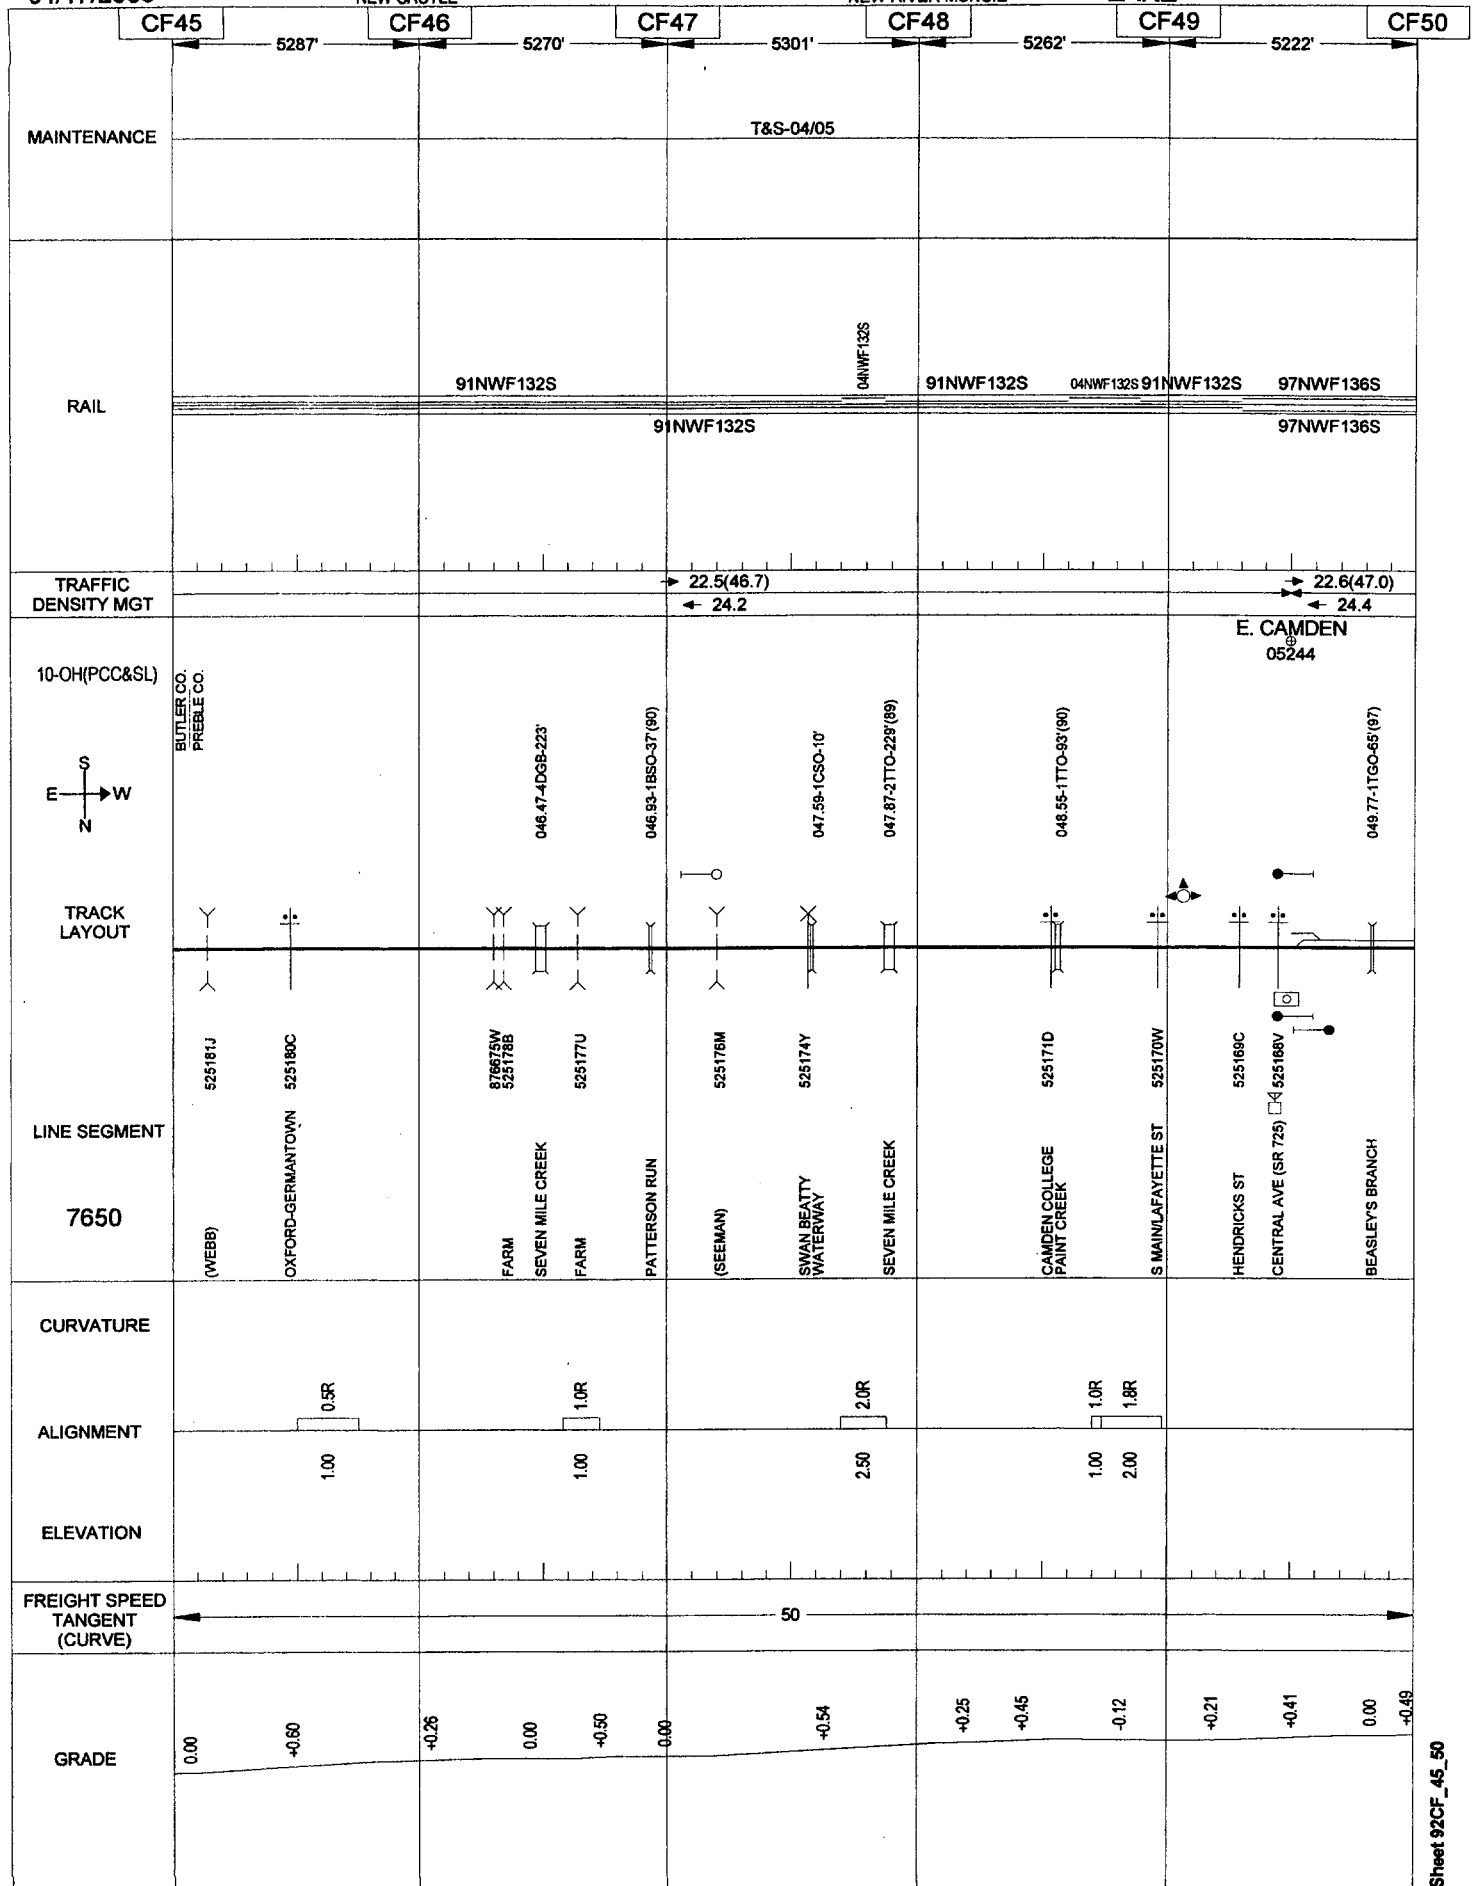 CF45
CF46
CF47
CF48
CF49
CF50
5287'
5270'
5301'
5262'
5222'
MAINTENANCE
T&S-04/05
RAIL
91NWF132S
04NWF132S
91NWF132S
04NWF132S
91NWF132S
97NWF136S
91NWF132S
97NWF136S
TRAFFIC
DENSITY MGT
22.5(46.7)
24.2
22.6(47.0)
24.4
E. CAMDEN
05244
10-OH(PCC&SL)
BUTLER CO.
PREBLE CO.
S
E
W
N
046.47-4DGB-223'
046.93-1BSO-37'(90)
047.59-1CSO-10'
047.87-2TTO-229'(89)
048.55-1TTO-93'(90)
049.77-1TGO-65'(97)
TRACK
LAYOUT
525181J
525180C
876675W
525178B
525177U
525176M
525174Y
525171D
525170W
525169C
525168V
LINE SEGMENT
7650
(WEBB)
OXFORD-GERMANTOWN
FARM
SEVEN MILE CREEK
FARM
PATTERSON RUN
(SEEMAN)
SWAN BEATTY
WATERWAY
SEVEN MILE CREEK
CAMDEN COLLEGE
PAINT CREEK
S MAIN/LAFAYETTE ST
HENDRICKS ST
CENTRAL AVE (SR 725)
BEASLEY'S BRANCH
CURVATURE
0.5R
1.0R
2.0R
1.0R
1.8R
ALIGNMENT
1.00
1.00
2.50
1.00
2.00
ELEVATION
FREIGHT SPEED
TANGENT
(CURVE)
50
GRADE
0.00
+0.60
+0.26
0.00
+0.50
0.00
+0.54
+0.25
+0.45
-0.12
+0.21
+0.41
0.00
+0.49
Sheet 92CF_45_50